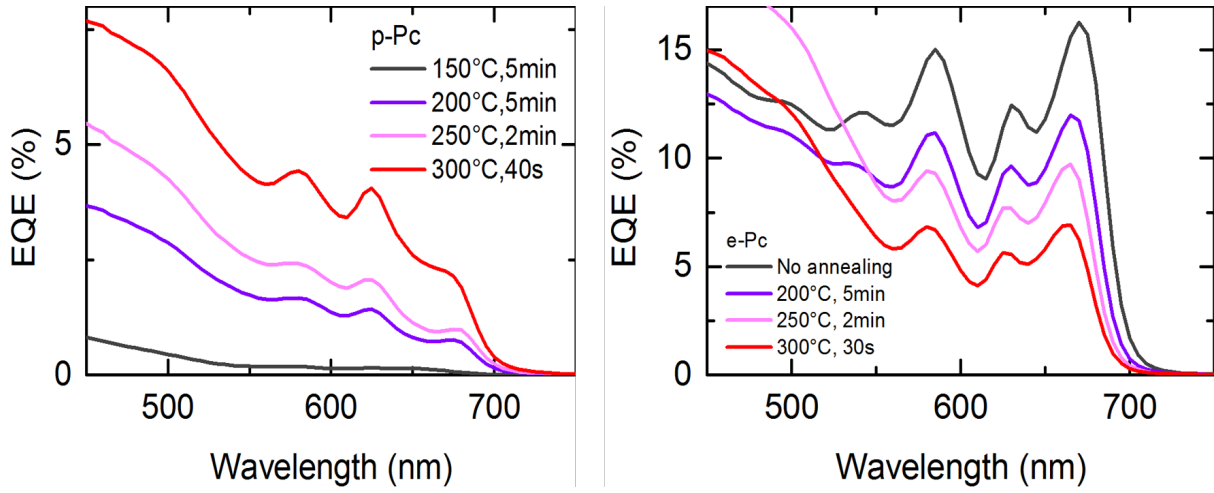 p-Pc
150°C,5min
200°C,5min
250°C,2min
300°C,40s
5
0
EQE (%)
500
600
700
Wavelength (nm)
15
10
5
0
EQE (%)
e-Pc
No annealing
200°C, 5min
250°C, 2min
300°C, 30s
500
600
700
Wavelength (nm)